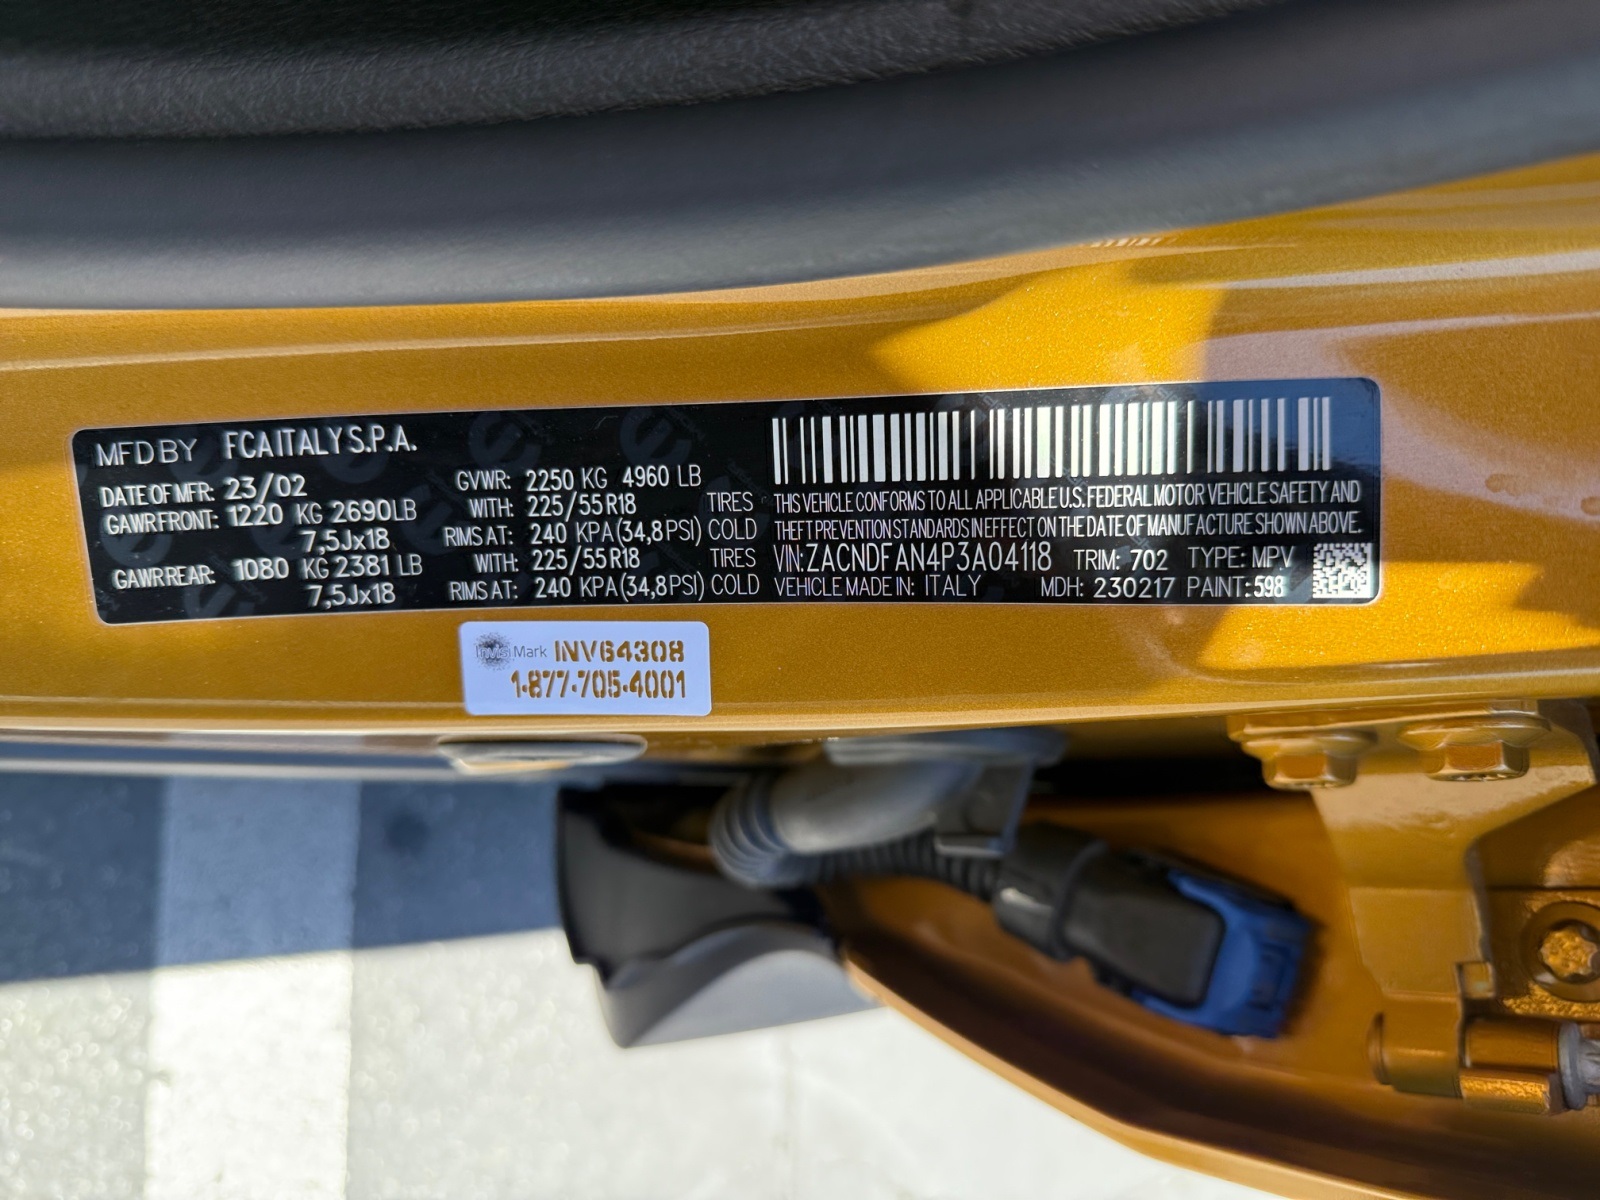 MFD BY FCA ITALY S.P.A.
DATE OF MFR: 23/02 GVWR: 2250 KG 4960 LB
GAWR FRONT: 1220 KG 2690 LB WITH: 225/55 R18 TIRES
7,5Jx18 RIMS AT: 240 KPA (34,8 PSI) COLD
GAWR REAR: 1080 KG 2381 LB WITH: 225/55 R18 TIRES
7,5Jx18 RIMS AT: 240 KPA (34,8 PSI) COLD
THIS VEHICLE CONFORMS TO ALL APPLICABLE U.S. FEDERAL MOTOR VEHICLE SAFETY AND
THEFT PREVENTION STANDARDS IN EFFECT ON THE DATE OF MANUFACTURE SHOWN ABOVE.
VIN: ZACNDFAN4P3A04118 TRIM: 702 TYPE: MPV
VEHICLE MADE IN: ITALY MDH: 230217 PAINT: 598
Mark INV64308
1-877-705-4001